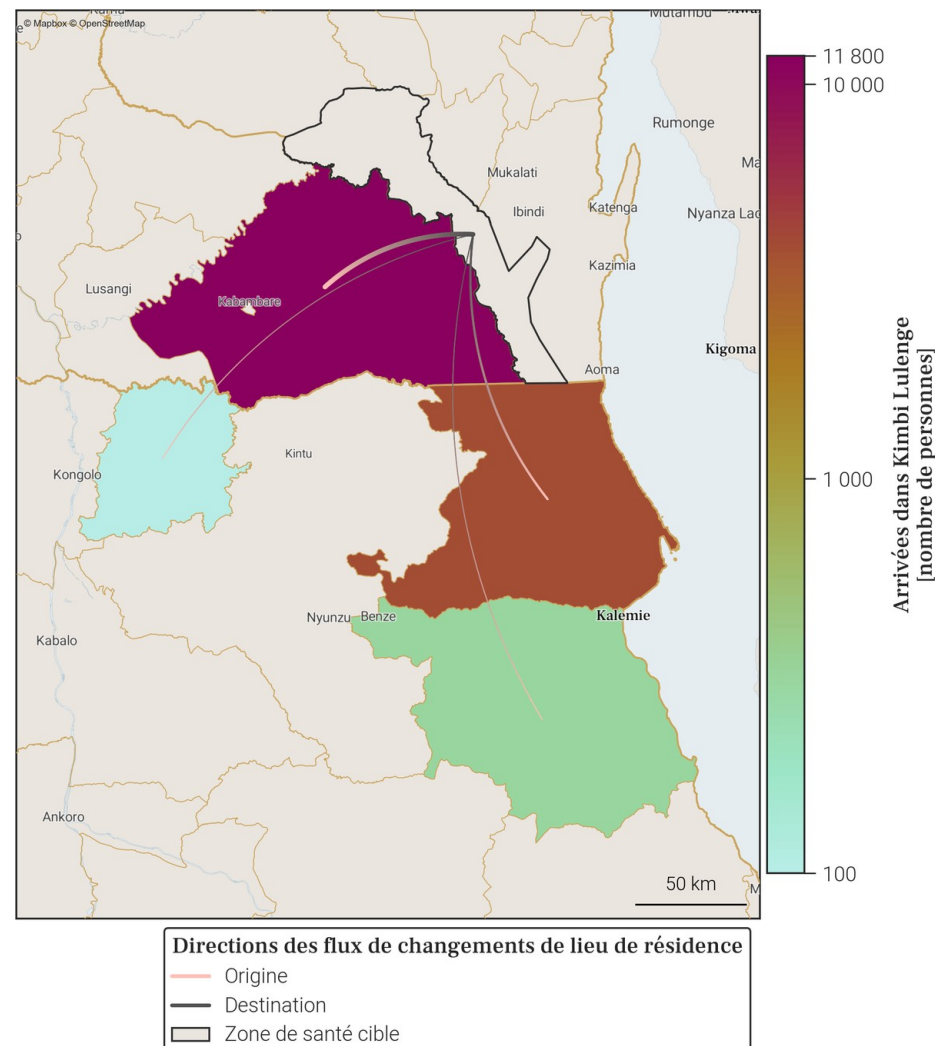 © Mapbox © OpenStreetMap
Mutambu
Rumonge
Mukalati
Ibindi
Katenga
Nyanza Lac
Kazimia
Lusangi
Kabambare
Kigoma
Aoma
Kintu
Kongolo
Nyunzu
Benze
Kalemie
Kabalo
Ankoro
50 km
11 800
10 000
1 000
100
Arrivées dans Kimbi Lulenge
[nombre de personnes]
Directions des flux de changements de lieu de résidence
Origine
Destination
Zone de santé cible